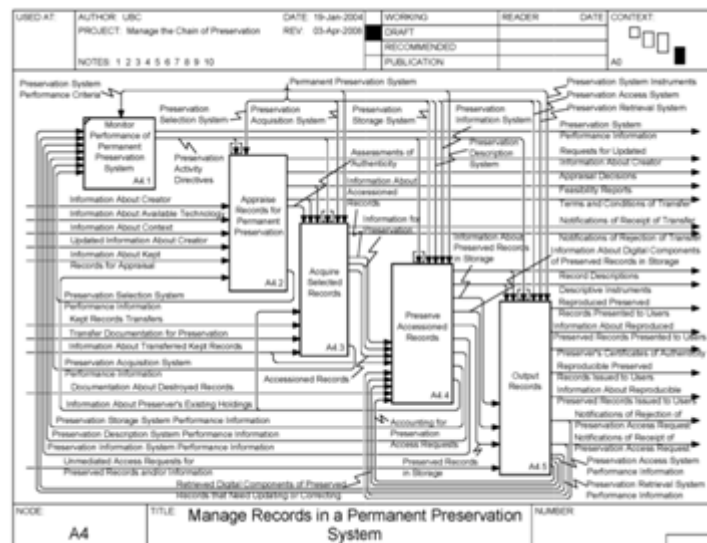 USED AT:
AUTHOR: UBC
DATE: 19-Jan-2004
WORKING
READER
DATE
CONTEXT:
PROJECT: Manage the Chain of Preservation
REV: 03-Apr-2008
DRAFT
RECOMMENDED
NOTES: 1 2 3 4 5 6 7 8 9 10
PUBLICATION
A0
Preservation System
Performance Criteria
Permanent Preservation System
Preservation System Instruments
Preservation Access System
Preservation Retrieval System
Preservation
Selection System
Preservation
Acquisition System
Preservation
Storage System
Preservation
Information System
Preservation
Description
System
Monitor
Performance of
Permanent
Preservation
System
A4.1
Preservation
Activity
Directives
Assessments of
Authenticity
Preservation System
Performance Information
Requests for Updated
Information About Creator
Appraisal Decisions
Feasibility Reports
Terms and Conditions of Transfer
Notifications of Receipt of Transfer
Notifications of Rejection of Transfer
Information About Creator
Information About Available Technology
Information About Context
Updated Information About Creator
Information About Kept
Records for Appraisal
Appraise
Records for
Permanent
Preservation
A4.2
Information About
Accessioned
Records
Information for
Preservation
Information About
Preserved Records
in Storage
Information About Digital Components
of Preserved Records in Storage
Acquire
Selected
Records
A4.3
Preserve
Accessioned
Records
A4.4
Output
Records
A4.5
Record Descriptions
Descriptive Instruments
Reproduced Preserved
Records Presented to Users
Information About Reproduced
Preserved Records Presented to Users
Preserver's Certificates of Authenticity
Reproducible Preserved
Records Issued to Users
Information About Reproducible
Preserved Records Issued to Users
Notifications of Rejection of
Preservation Access Request
Notifications of Receipt of
Preservation Access Request
Preservation Access System
Performance Information
Preservation Retrieval System
Performance Information
Preservation Selection System
Performance Information
Kept Records Transfers
Transfer Documentation for Preservation
Information About Transferred Kept Records
Preservation Acquisition System
Performance Information
Accessioned Records
Documentation About Destroyed Records
Information About Preserver's Existing Holdings
Preservation Storage System Performance Information
Preservation Description System Performance Information
Preservation Information System Performance Information
Unmediated Access Requests for
Preserved Records and/or Information
Accounting for
Preservation
Access Requests
Preserved Records
in Storage
Retrieved Digital Components of Preserved
Records that Need Updating or Correcting
NODE:
A4
TITLE:
Manage Records in a Permanent Preservation
System
NUMBER: